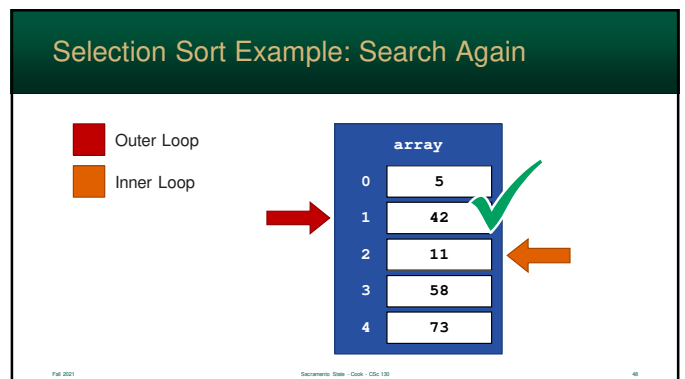 Selection Sort Example: Search Again
Outer Loop
Inner Loop
array
0 5
1 42
2 11
3 58
4 73
Fall 2021 Sacramento State - Cook - CSc 130 48